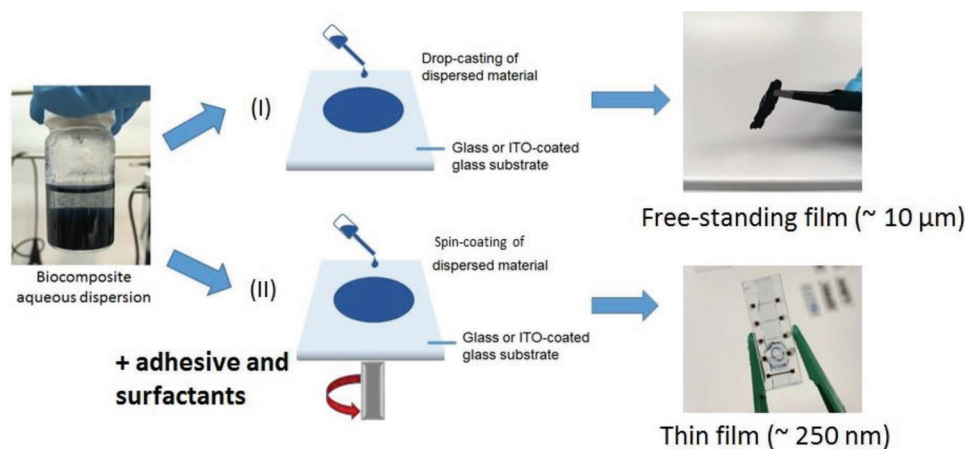 (I)
Drop-casting of
dispersed material
Glass or ITO-coated
glass substrate
Free-standing film (~ 10 µm)
Biocomposite
aqueous dispersion
(II)
Spin-coating of
dispersed material
Glass or ITO-coated
glass substrate
+ adhesive and
surfactants
Thin film (~ 250 nm)